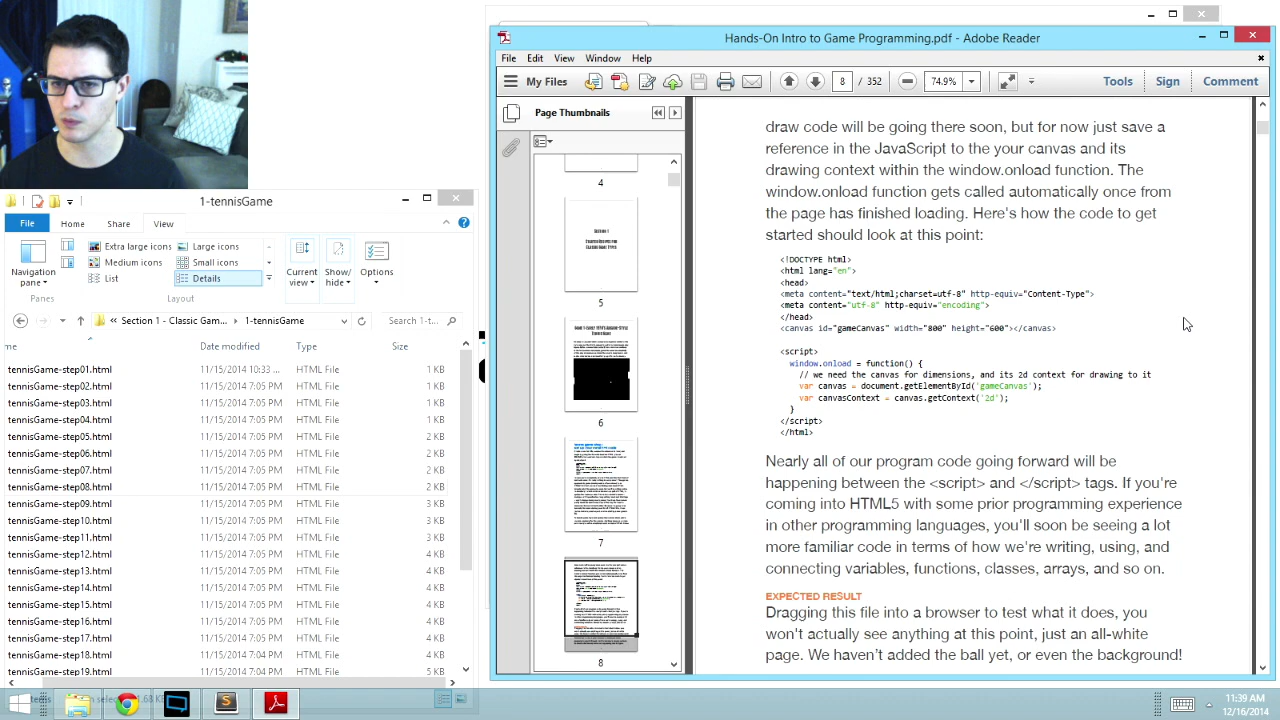 Hands-On Intro to Game Programming.pdf - Adobe Reader
File Edit View Window Help
My Files
8 / 352
74.9%
Tools Sign Comment
Page Thumbnails
4
5
6
7
8
draw code will be going there soon, but for now just save a
reference in the JavaScript to the your canvas and its
drawing context within the window.onload function. The
window.onload function gets called automatically once from
the page has finished loading. Here's how the code to get
started should look at this point:
<!DOCTYPE html>
<html lang="en">
<head>
<meta content="text/html;charset=utf-8" http-equiv="Content-Type">
<meta content="utf-8" http-equiv="encoding">
</head>
<canvas id="gameCanvas" width="800" height="600"></canvas>
<script>
window.onload = function() {
// we need the canvas for dimensions, and its 2d context for drawing to it
var canvas = document.getElementById('gameCanvas');
var canvasContext = canvas.getContext('2d');
}
</script>
</html>
Nearly all of our program code going forward will be
happening between the <script> and </script> tags. If you're
coming into HTML5 with some prior programming experience
in other programming languages, you'll soon be seeing a lot
more familiar code in terms of how we're writing, using, and
connecting variables, functions, classes, arrays, and so on.
EXPECTED RESULT
Dragging this file into a browser to test what it does, you
won't actually see anything at this point, just an all-white
page. We haven't added the ball yet, or even the background!
1-tennisGame
File Home Share View
Navigation pane
Extra large icons Large icons
Medium icons Small icons
List Details
Current view
Show/hide
Options
Panes Layout
Section 1 - Classic Gam... 1-tennisGame
Search 1-t...
me Date modified Type Size
tennisGame-step01.html 11/15/2014 10:33 ... HTML File 1 KB
tennisGame-step02.html 11/15/2014 7:05 PM HTML File 1 KB
tennisGame-step03.html 11/15/2014 7:05 PM HTML File 1 KB
tennisGame-step04.html 11/15/2014 7:05 PM HTML File 1 KB
tennisGame-step05.html 11/15/2014 7:05 PM HTML File 2 KB
tennisGame-step06.html 11/15/2014 7:05 PM HTML File 2 KB
tennisGame-step07.html 11/15/2014 7:05 PM HTML File 2 KB
tennisGame-step08.html 11/15/2014 7:05 PM HTML File 2 KB
tennisGame-step09.html 11/15/2014 7:05 PM HTML File 3 KB
tennisGame-step10.html 11/15/2014 7:05 PM HTML File 3 KB
tennisGame-step11.html 11/15/2014 7:05 PM HTML File 3 KB
tennisGame-step12.html 11/15/2014 7:05 PM HTML File 4 KB
tennisGame-step13.html 11/15/2014 7:05 PM HTML File 4 KB
tennisGame-step14.html 11/15/2014 7:05 PM HTML File 4 KB
tennisGame-step15.html 11/15/2014 7:05 PM HTML File 4 KB
tennisGame-step16.html 11/15/2014 7:05 PM HTML File 4 KB
tennisGame-step17.html 11/15/2014 7:05 PM HTML File 4 KB
tennisGame-step18.html 11/15/2014 7:04 PM HTML File 4 KB
tennisGame-step19.html 11/15/2014 7:04 PM HTML File 5 KB
11:39 AM
12/16/2014